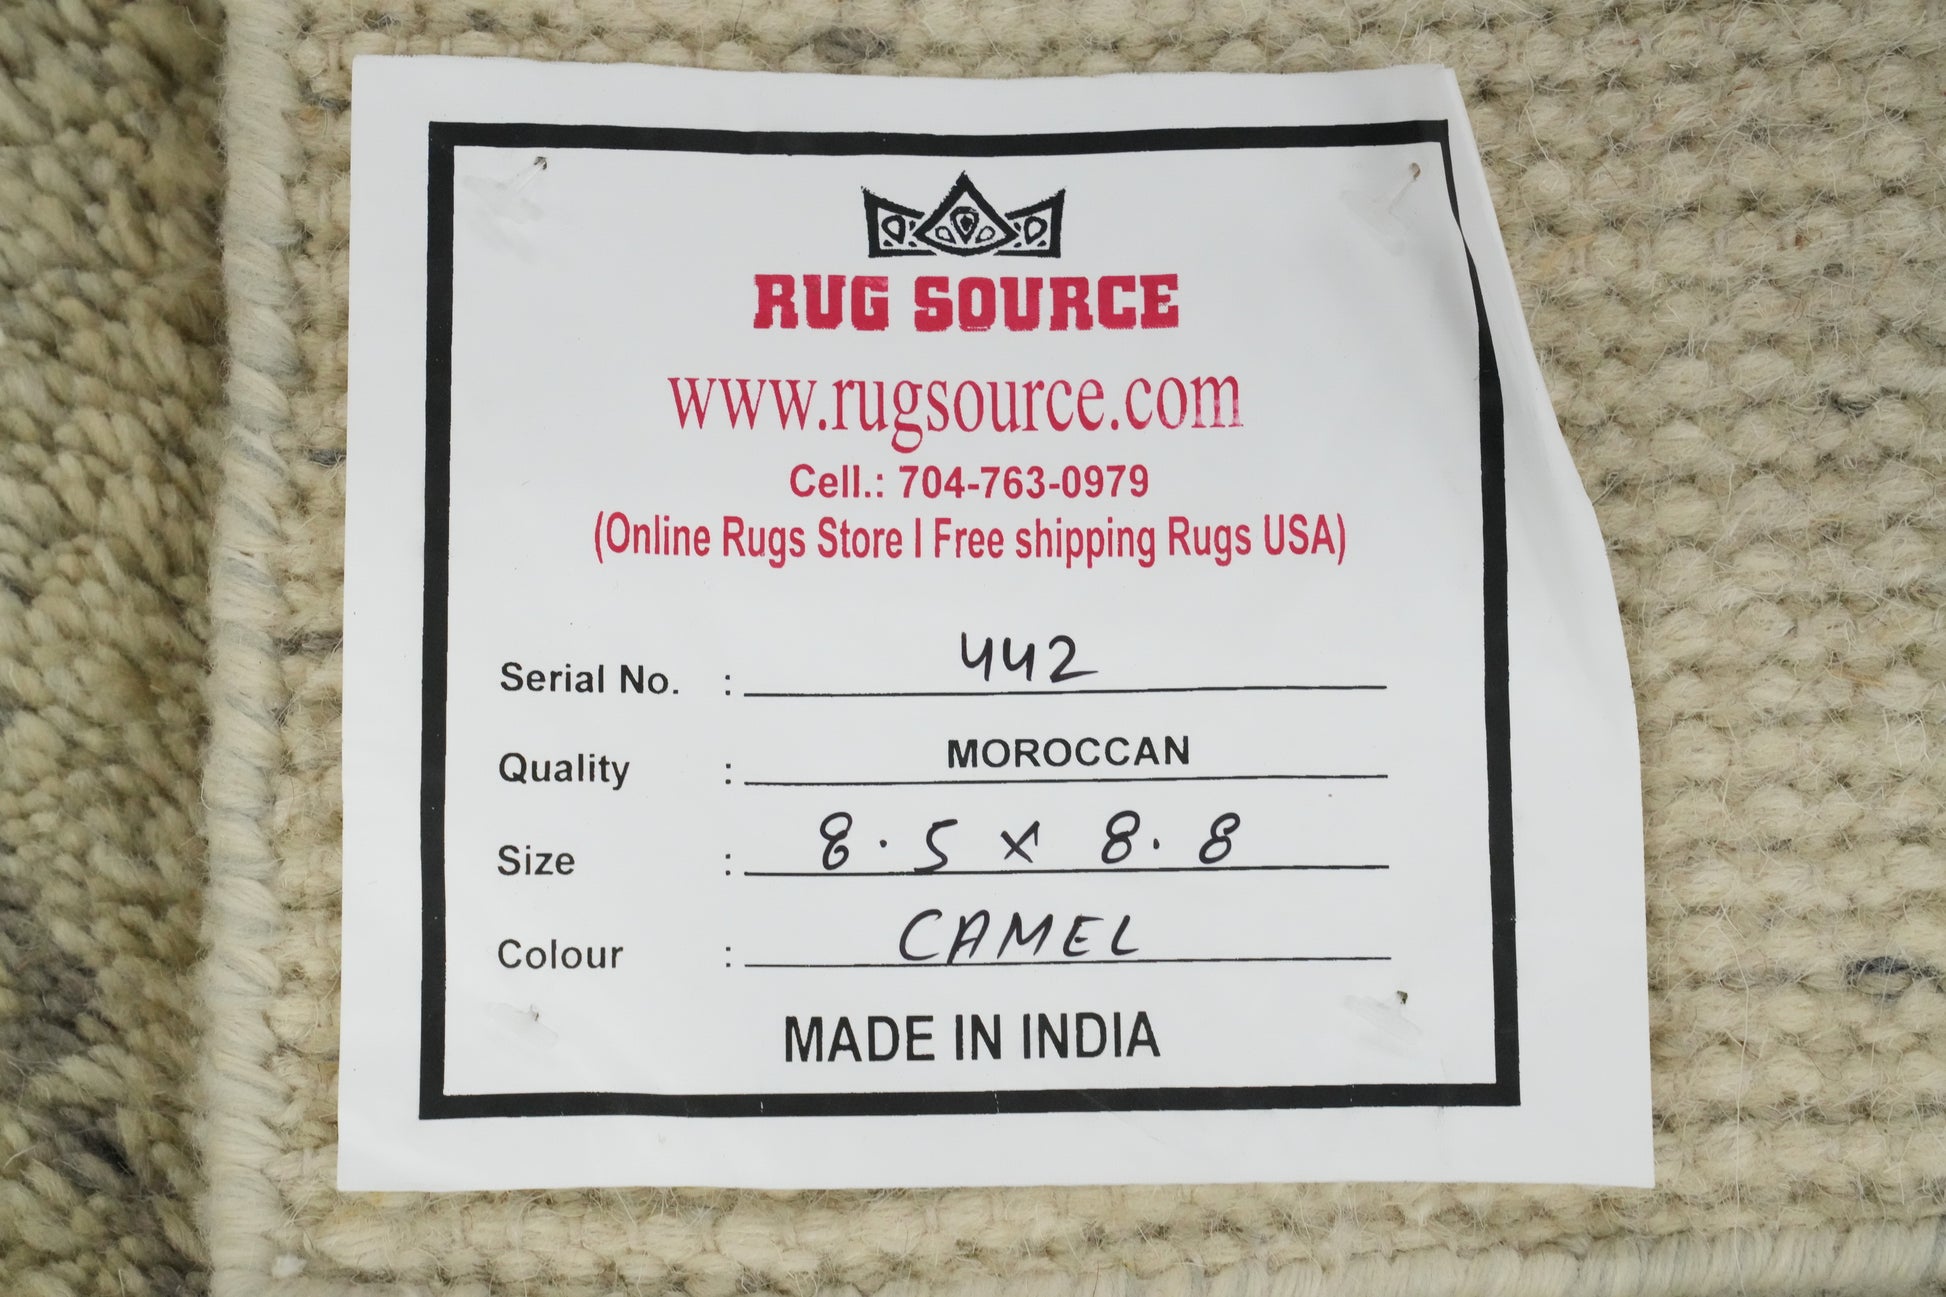 RUG SOURCE
www.rugsource.com
Cell.: 704-763-0979
(Online Rugs Store I Free shipping Rugs USA)
Serial No. : 442
Quality : MOROCCAN
Size : 8.5 x 8.8
Colour : CAMEL
MADE IN INDIA